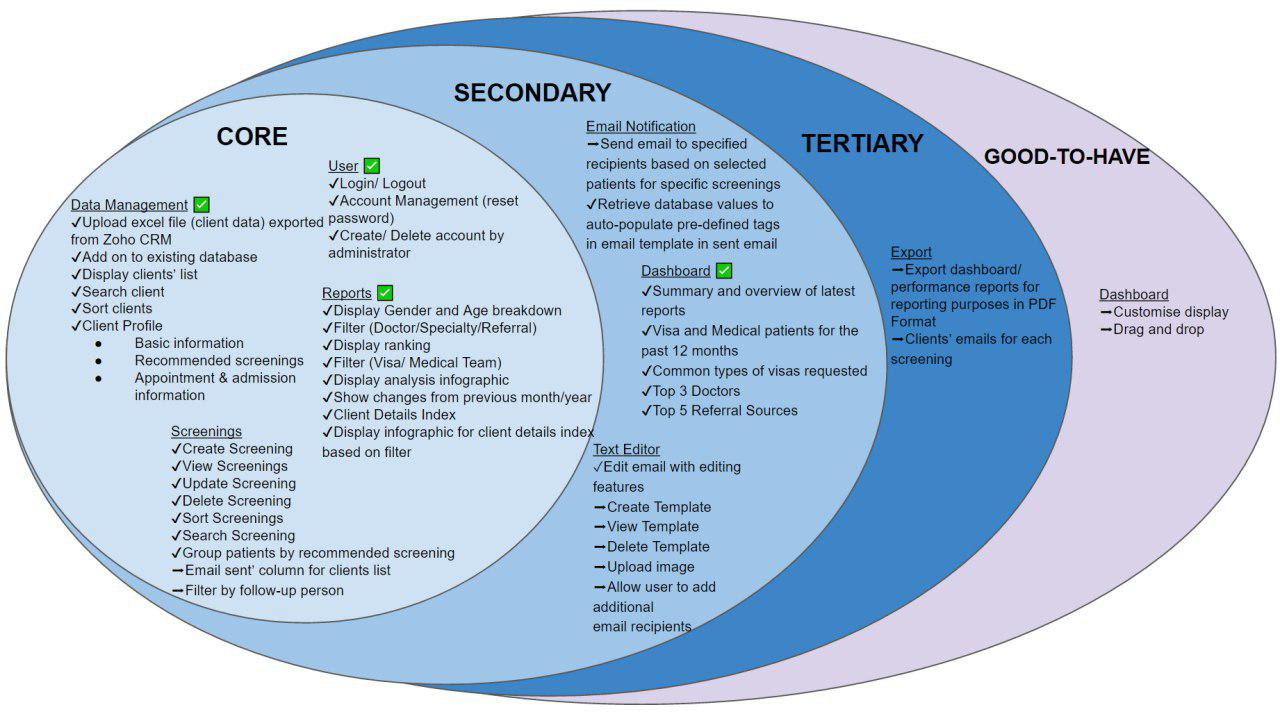 CORE
User ✅
✓Login/ Logout
✓Account Management (reset
password)
✓Create/ Delete account by
administrator
Data Management ✅
✓Upload excel file (client data) exported
from Zoho CRM
✓Add on to existing database
✓Display clients' list
✓Search client
✓Sort clients
✓Client Profile
● Basic information
● Recommended screenings
● Appointment & admission
information
Reports ✅
✓Display Gender and Age breakdown
✓Filter (Doctor/Specialty/Referral)
✓Display ranking
✓Filter (Visa/ Medical Team)
✓Display analysis infographic
✓Show changes from previous month/year
✓Client Details Index
✓Display infographic for client details index
based on filter
Screenings
✓Create Screening
✓View Screenings
✓Update Screening
✓Delete Screening
✓Sort Screenings
✓Search Screening
✓Group patients by recommended screening
→Email sent' column for clients list
→Filter by follow-up person
SECONDARY
Email Notification
→Send email to specified
recipients based on selected
patients for specific screenings
✓Retrieve database values to
auto-populate pre-defined tags
in email template in sent email
Dashboard ✅
✓Summary and overview of latest
reports
✓Visa and Medical patients for the
past 12 months
✓Common types of visas requested
✓Top 3 Doctors
✓Top 5 Referral Sources
Text Editor
✓Edit email with editing
features
→Create Template
→View Template
→Delete Template
→Upload image
→Allow user to add
additional
email recipients
TERTIARY
Export
→Export dashboard/
performance reports for
reporting purposes in PDF
Format
→Clients' emails for each
screening
GOOD-TO-HAVE
Dashboard
→Customise display
→Drag and drop